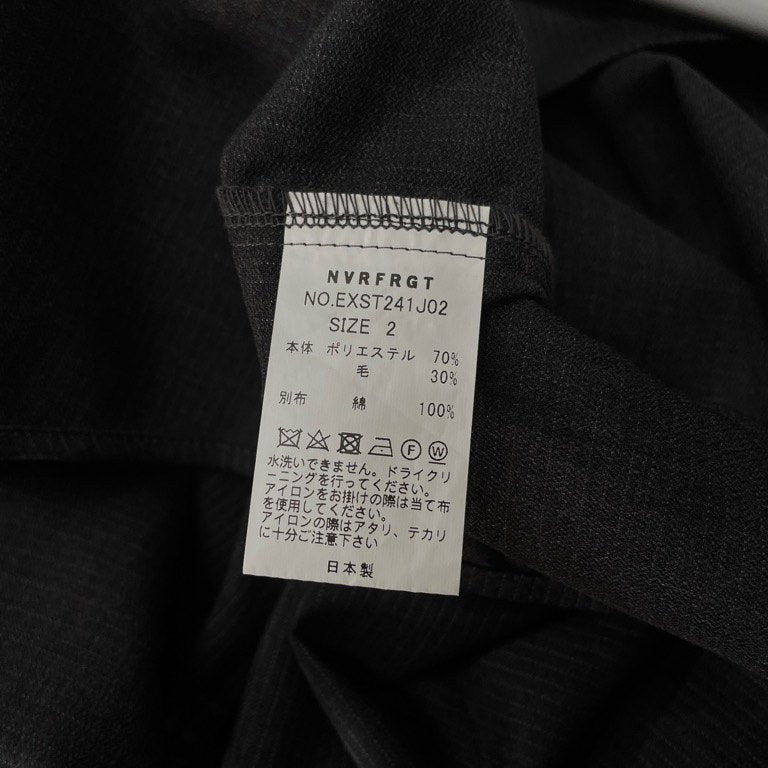 NVRFRGT
NO.EXST241J02
SIZE 2
本体 ポリエステル 70%
毛 30%
別布 綿 100%
F W
水洗いできません。ドライクリ
ーニングを行ってください。
アイロンをお掛けの際は当て布
を使用してください。
アイロンの際はアタリ、テカリ
に十分ご注意下さい
日本製